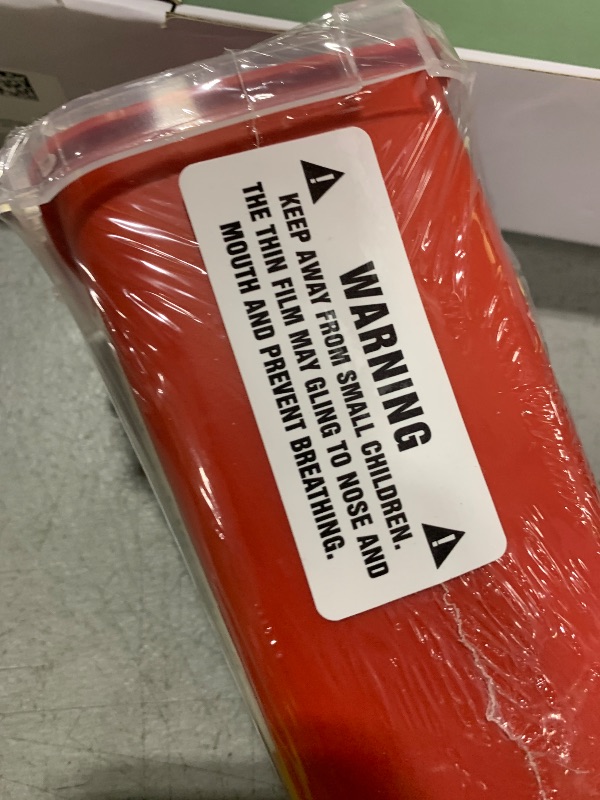 WARNING
KEEP AWAY FROM SMALL CHILDREN.
THE THIN FILM MAY GLING TO NOSE AND
MOUTH AND PREVENT BREATHING.